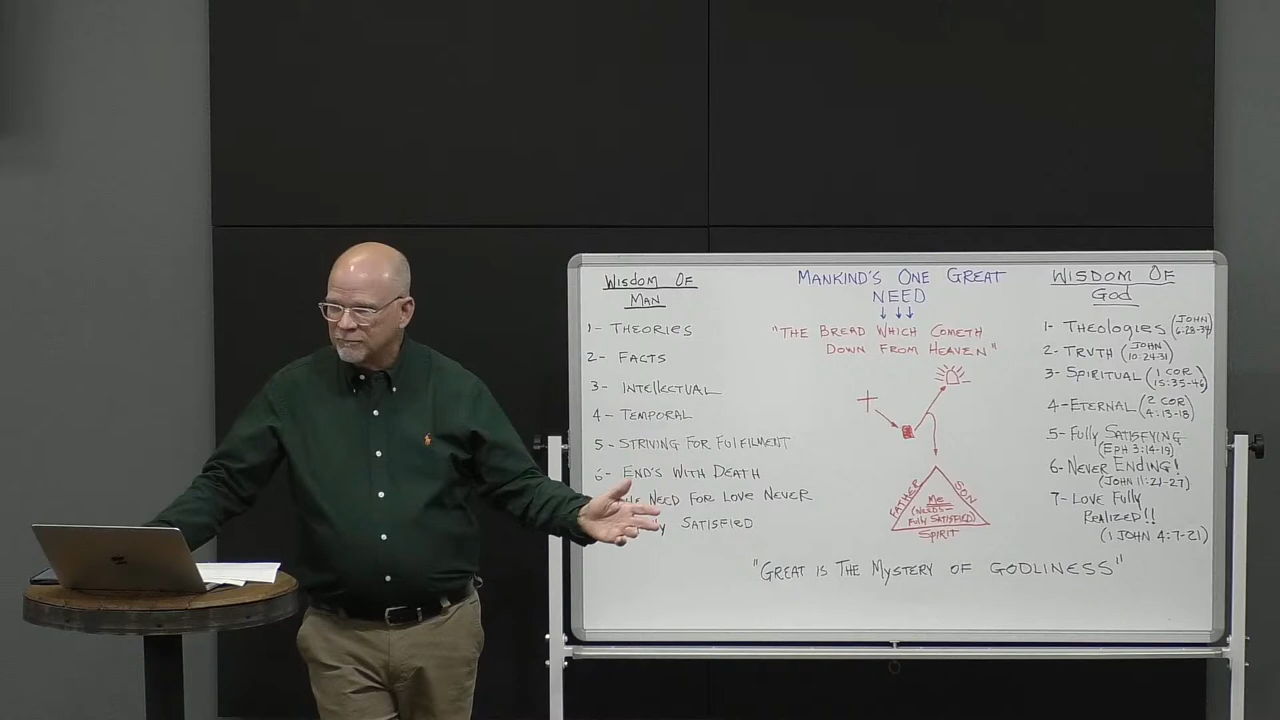 WISDOM OF
MAN
1- THEORIES
2- FACTS
3- INTELLECTUAL
4- TEMPORAL
5- STRIVING FOR FULFILMENT
6- END'S WITH DEATH
NEED FOR LOVE NEVER
SATISFIED
MANKIND'S ONE GREAT
NEED
"THE BREAD WHICH COMETH
DOWN FROM HEAVEN"
FATHER
SON
ME
(NEEDS-
FULLY SATISFIED)
SPIRIT
WISDOM OF
GOD
1- THEOLOGIES (JOHN
6:28-34)
2- TRUTH (JOHN
10:24-31)
3- SPIRITUAL (1 COR
15:35-46)
4- ETERNAL (2 COR
4:13-18)
5- FULLY SATISFYING
(EPH 3:14-19)
6- NEVER ENDING!
(JOHN 11:21-27)
7- LOVE FULLY
REALIZED!!
(1 JOHN 4:7-21)
"GREAT IS THE MYSTERY OF GODLINESS"